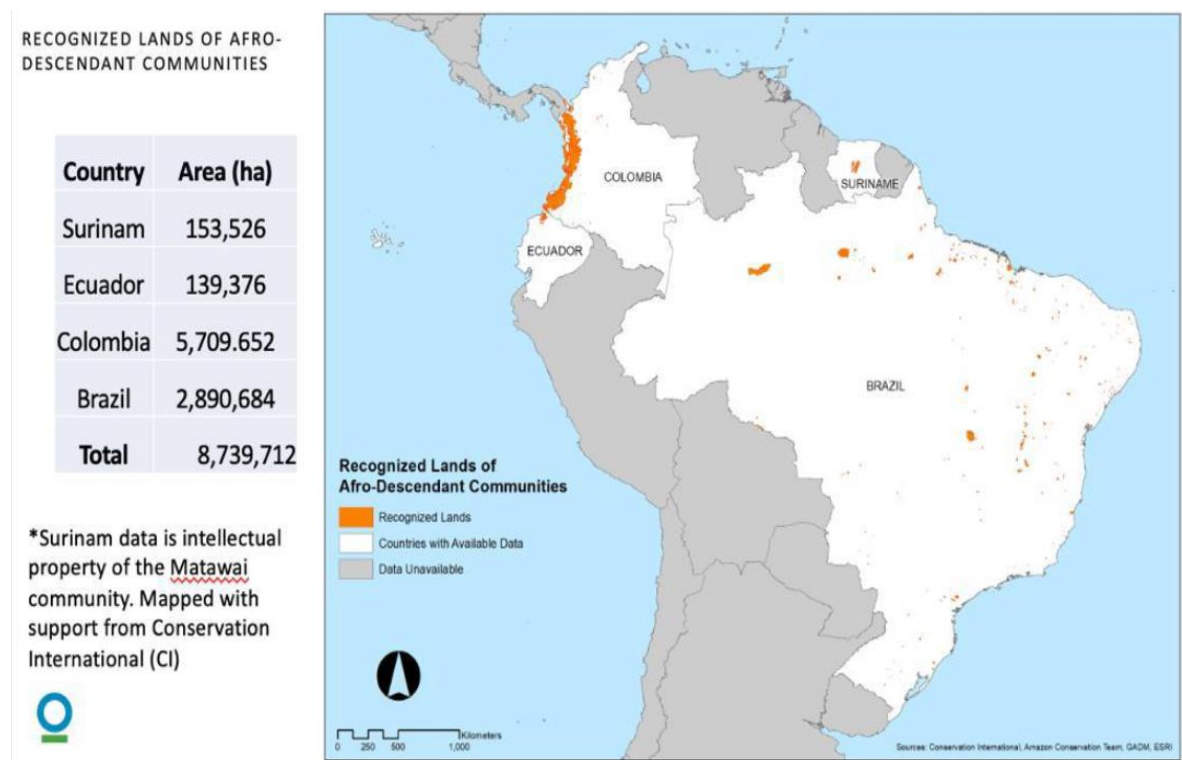 RECOGNIZED LANDS OF AFRO-
DESCENDANT COMMUNITIES
Country Area (ha)
Surinam 153,526
Ecuador 139,376
Colombia 5,709.652
Brazil 2,890,684
Total 8,739,712
*Surinam data is intellectual
property of the Matawai
community. Mapped with
support from Conservation
International (CI)
COLOMBIA
SURINAME
ECUADOR
BRAZIL
Recognized Lands of
Afro-Descendant Communities
Recognized Lands
Countries with Available Data
Data Unavailable
Kilometers
0 250 500 1,000
Sources: Conservation International, Amazon Conservation Team, GADM, ESRI